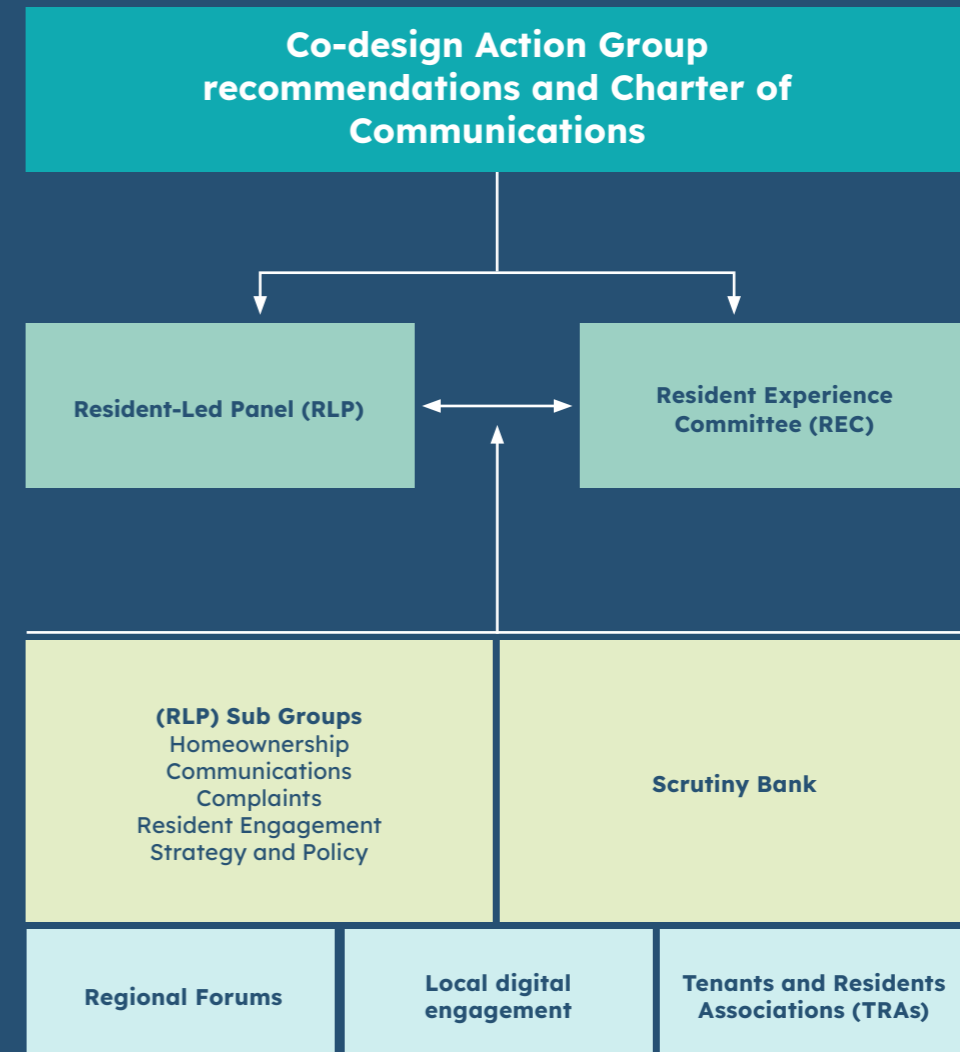 Co-design Action Group
recommendations and Charter of
Communications
Resident-Led Panel (RLP)
Resident Experience
Committee (REC)
(RLP) Sub Groups
Homeownership
Communications
Complaints
Resident Engagement
Strategy and Policy
Scrutiny Bank
Regional Forums
Local digital
engagement
Tenants and Residents
Associations (TRAs)